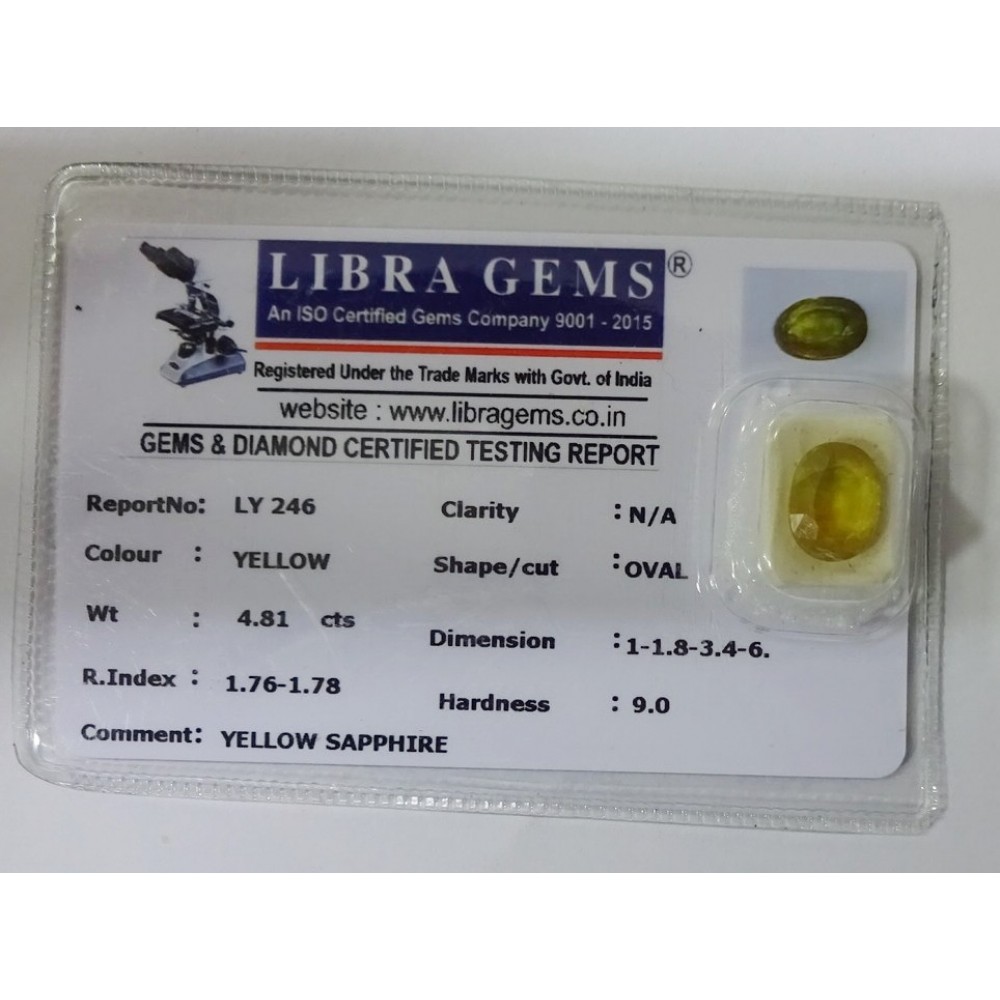 LIBRA GEMS®
An ISO Certified Gems Company 9001 - 2015
Registered Under the Trade Marks with Govt. of India
website : www.libragems.co.in
GEMS & DIAMOND CERTIFIED TESTING REPORT
ReportNo: LY 246
Clarity : N/A
Colour : YELLOW
Shape/cut : OVAL
Wt : 4.81 cts
Dimension : 1-1.8-3.4-6.
R.Index : 1.76-1.78
Hardness : 9.0
Comment: YELLOW SAPPHIRE